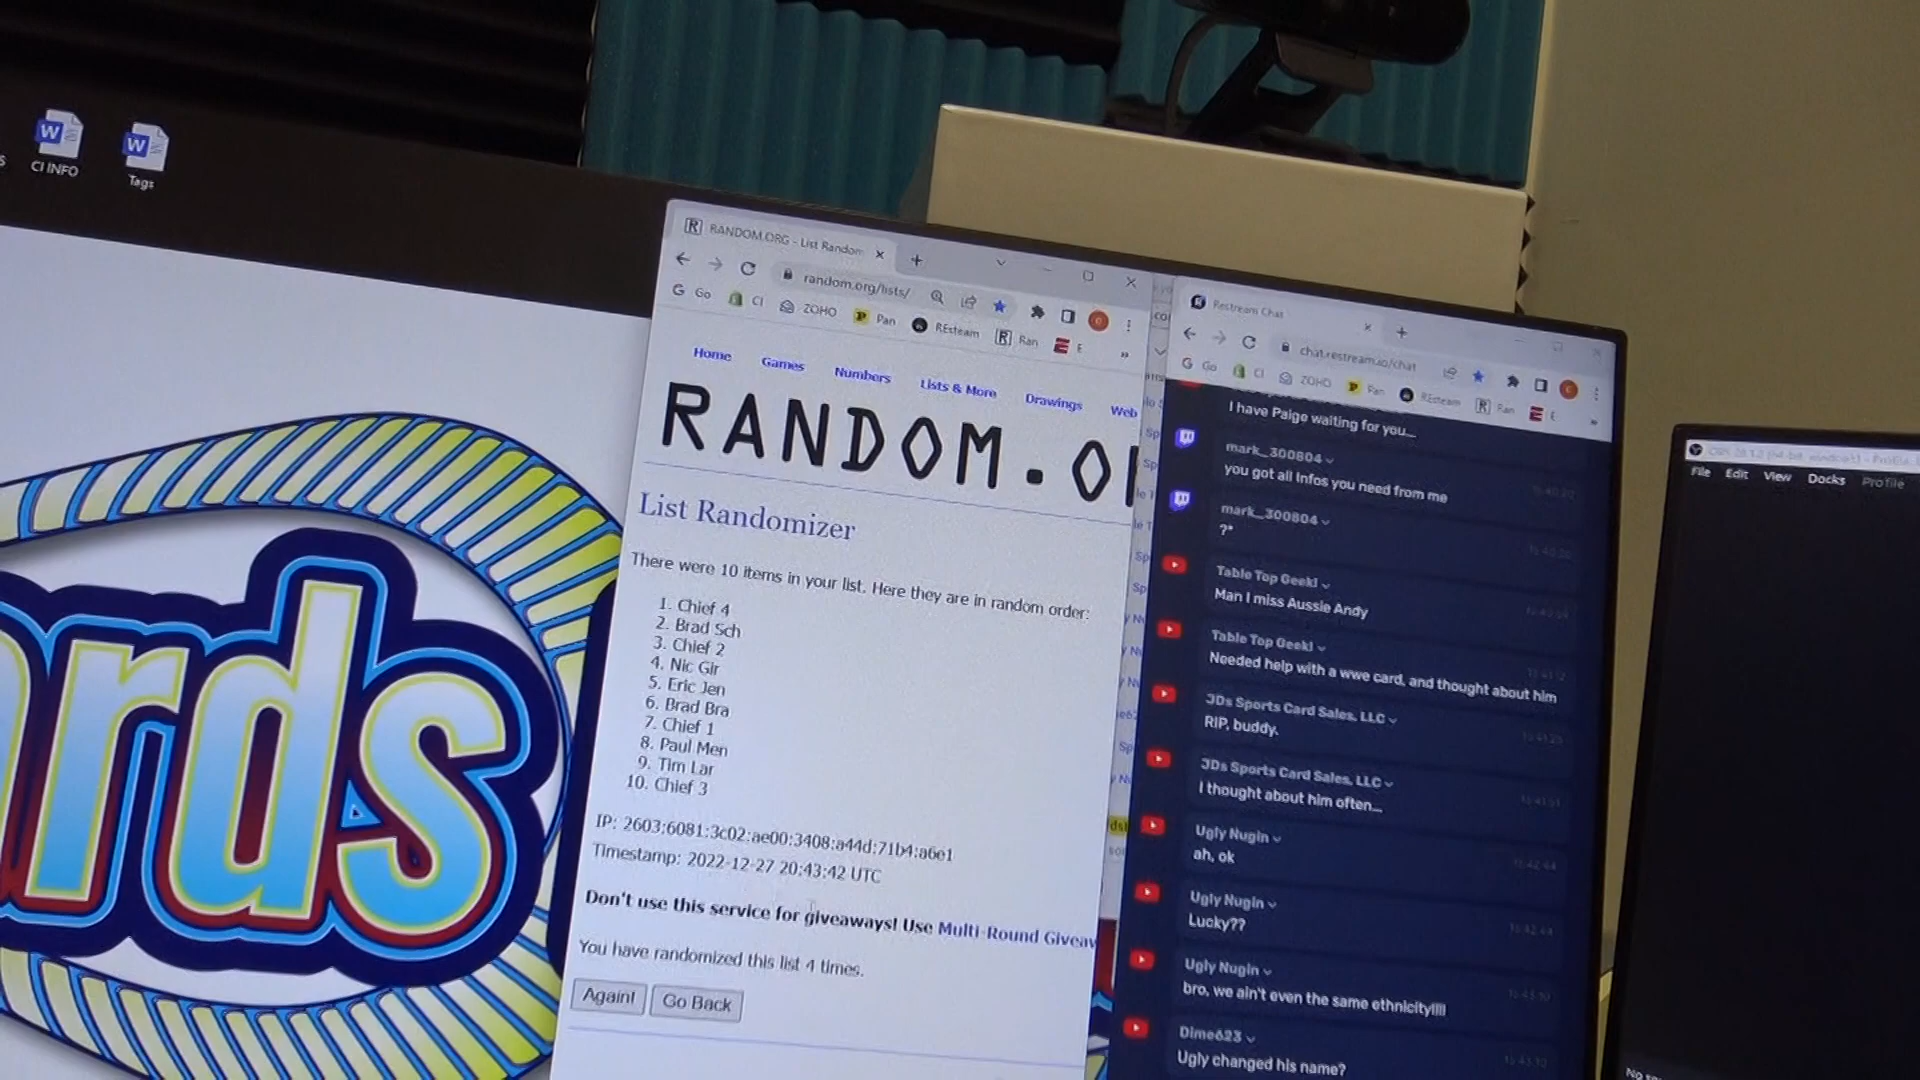 CI INFO
Tags
rds
RANDOM.ORG - List Random
random.org/lists/
Go CI ZOHO Pan REsteam Ran E
Home Games Numbers Lists & More Drawings Web
RANDOM.O
List Randomizer
There were 10 items in your list. Here they are in random order:
1. Chief 4
2. Brad Sch
3. Chief 2
4. Nic Gir
5. Eric Jen
6. Brad Bra
7. Chief 1
8. Paul Men
9. Tim Lar
10. Chief 3
IP: 2603:6081:3c02:ae00:3408:a44d:71b4:a6e1
Timestamp: 2022-12-27 20:43:42 UTC
Don't use this service for giveaways! Use Multi-Round Giveaw
You have randomized this list 4 times.
Again!
Go Back
Restream Chat
chat.restream.io/chat
Go CI ZOHO Pan REsteam Ran E
I have Paige waiting for you...
mark_300804
you got all Infos you need from me
mark_300804
?*
Table Top Geek!
Man I miss Aussie Andy
Table Top Geek!
Needed help with a wwe card, and thought about him
JDs Sports Card Sales, LLC
RIP, buddy.
JDs Sports Card Sales, LLC
I thought about him often...
Ugly Nugin
ah, ok
Ugly Nugin
Lucky??
Ugly Nugin
bro, we ain't even the same ethnicity!!!!
Dime623
Ugly changed his name?
File Edit View Docks Profile